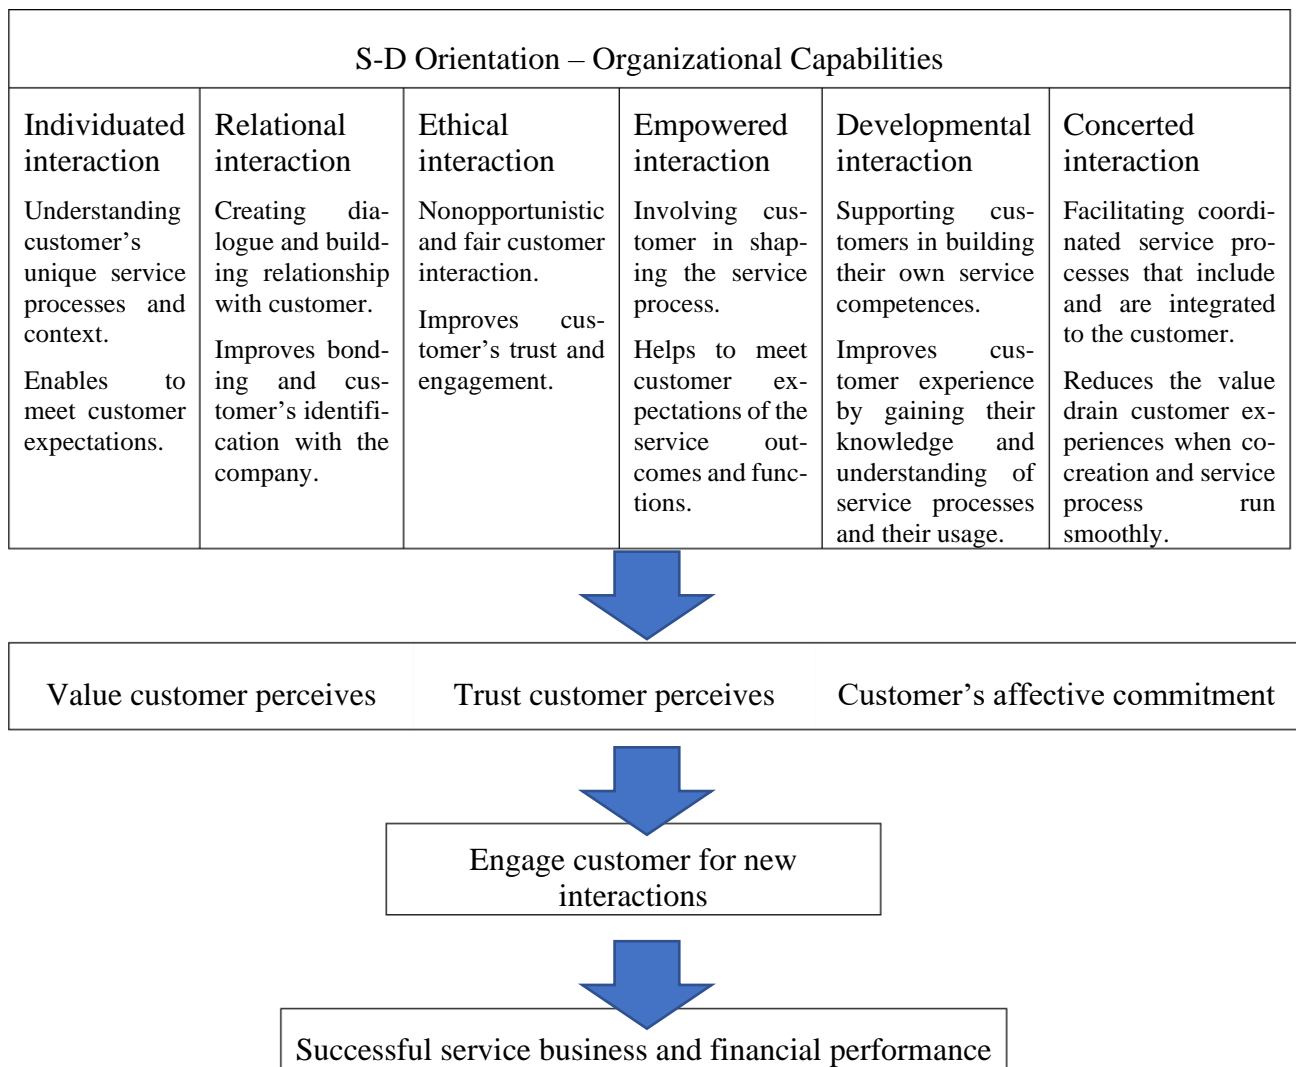 S-D Orientation – Organizational Capabilities
Individuated
interaction
Understanding
customer’s
unique service
processes and
context.
Enables to
meet customer
expectations.
Relational
interaction
Creating dia-
logue and build-
ing relationship
with customer.
Improves bond-
ing and cus-
tomer’s identifi-
cation with the
company.
Ethical
interaction
Nonopportunistic
and fair customer
interaction.
Improves cus-
tomer’s trust and
engagement.
Empowered
interaction
Involving cus-
tomer in shap-
ing the service
process.
Helps to meet
customer ex-
pectations of the
service out-
comes and func-
tions.
Developmental
interaction
Supporting cus-
tomers in building
their own service
competences.
Improves cus-
tomer experience
by gaining their
knowledge and
understanding of
service processes
and their usage.
Concerted
interaction
Facilitating coordi-
nated service pro-
cesses that include
and are integrated
to the customer.
Reduces the value
drain customer ex-
periences when co-
creation and service
process run
smoothly.
Value customer perceives
Trust customer perceives
Customer’s affective commitment
Engage customer for new
interactions
Successful service business and financial performance